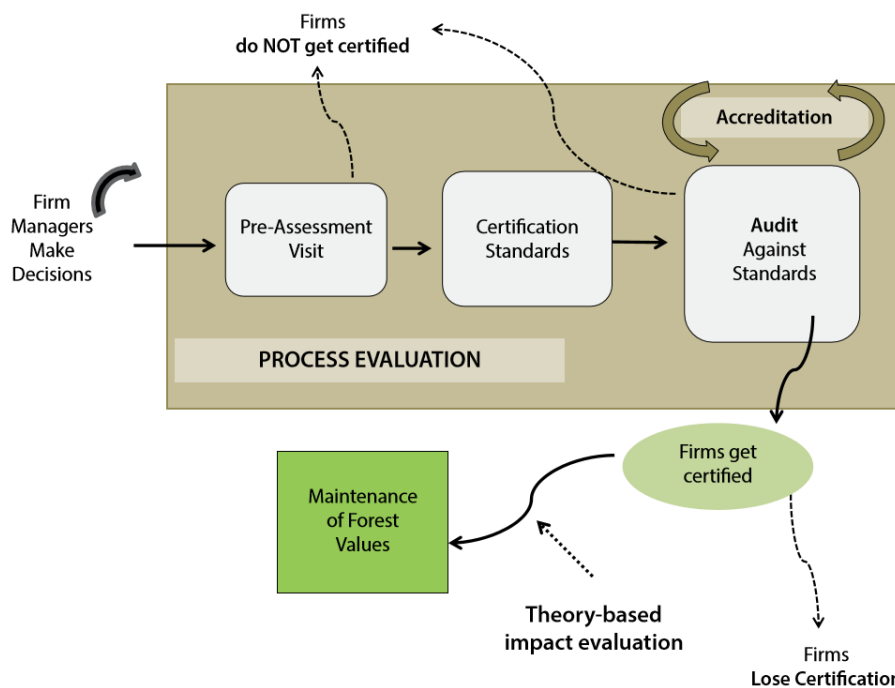 Firms
do NOT get certified
Accreditation
Firm
Managers
Make
Decisions
Pre-Assessment
Visit
Certification
Standards
Audit
Against
Standards
PROCESS EVALUATION
Firms get
certified
Maintenance
of Forest
Values
Theory-based
impact evaluation
Firms
Lose Certification